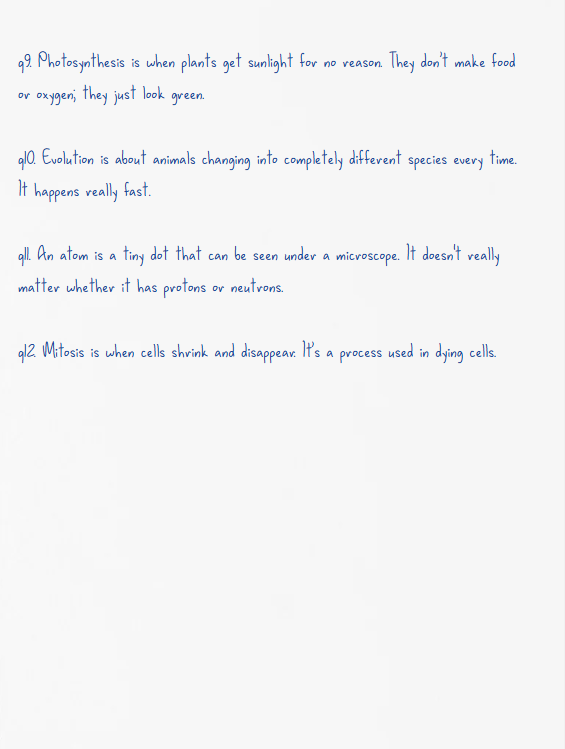 q9. Photosynthesis is when plants get sunlight for no reason. They don't make food
or oxygen; they just look green.
q10. Evolution is about animals changing into completely different species every time.
It happens really fast.
q11. An atom is a tiny dot that can be seen under a microscope. It doesn't really
matter whether it has protons or neutrons.
q12. Mitosis is when cells shrink and disappear. It's a process used in dying cells.